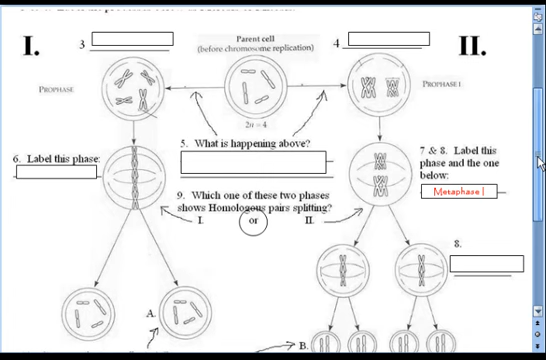 I.
3
Parent cell
(before chromosome replication)
4
II.
PROPHASE
PROPHASE I
2n = 4
5. What is happening above?
6. Label this phase:
7 & 8. Label this
phase and the one
below:
Metaphase I
9. Which one of these two phases
shows Homologous pairs splitting?
I. or II.
8.
A.
B.